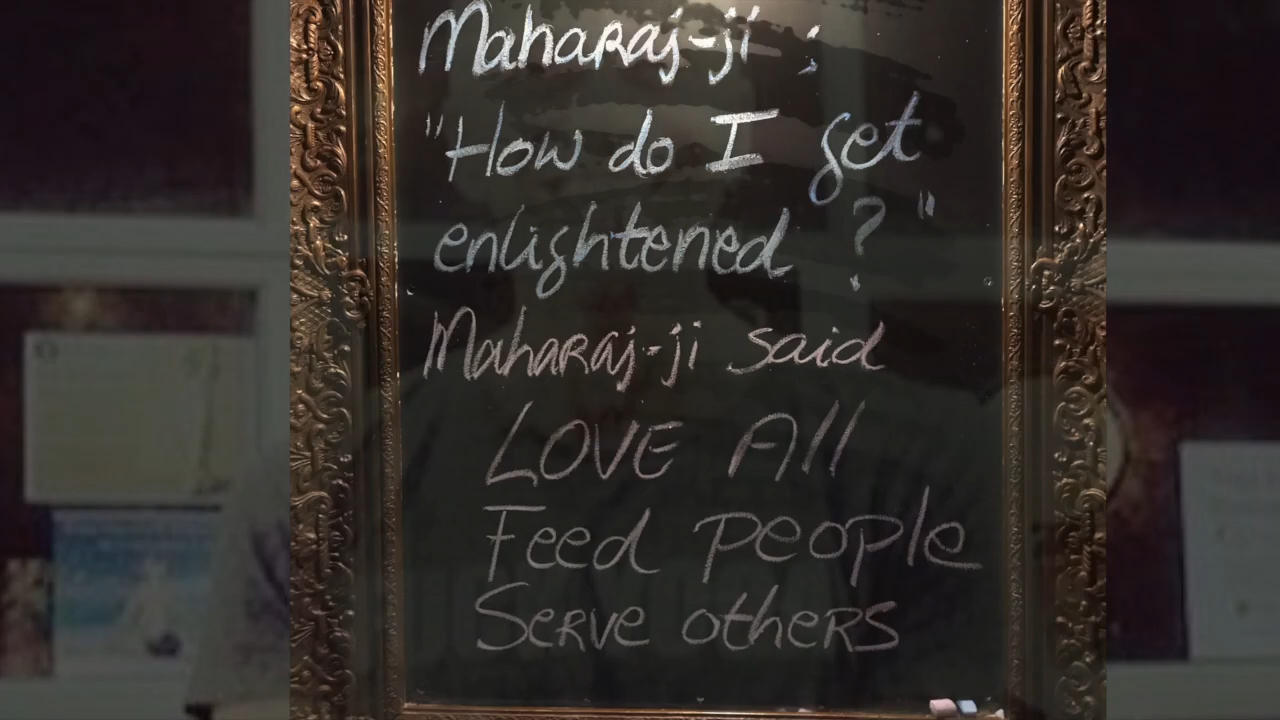 Maharaj-ji :
"How do I get
enlightened ?"
Maharaj-ji said
LOVE All
Feed people
Serve others